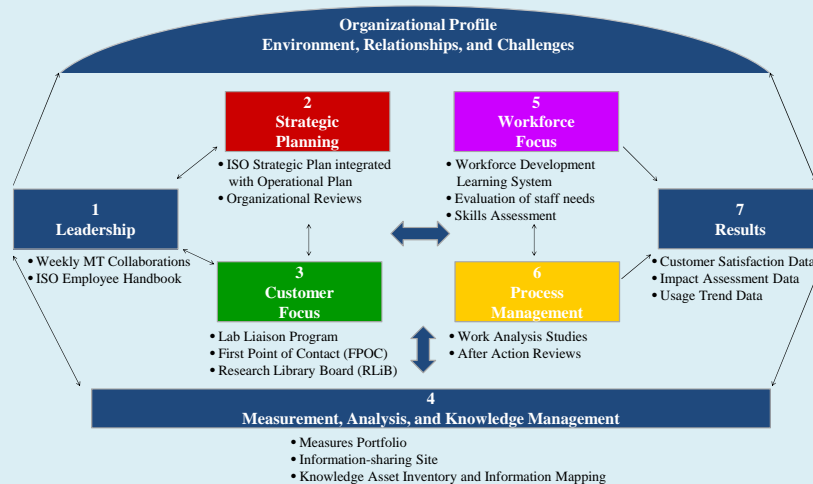 Organizational Profile
Environment, Relationships, and Challenges
2
Strategic
Planning
• ISO Strategic Plan integrated
with Operational Plan
• Organizational Reviews
5
Workforce
Focus
• Workforce Development
Learning System
• Evaluation of staff needs
• Skills Assessment
1
Leadership
• Weekly MT Collaborations
• ISO Employee Handbook
7
Results
• Customer Satisfaction Data
• Impact Assessment Data
• Usage Trend Data
3
Customer
Focus
• Lab Liaison Program
• First Point of Contact (FPOC)
• Research Library Board (RLiB)
6
Process
Management
• Work Analysis Studies
• After Action Reviews
4
Measurement, Analysis, and Knowledge Management
• Measures Portfolio
• Information-sharing Site
• Knowledge Asset Inventory and Information Mapping